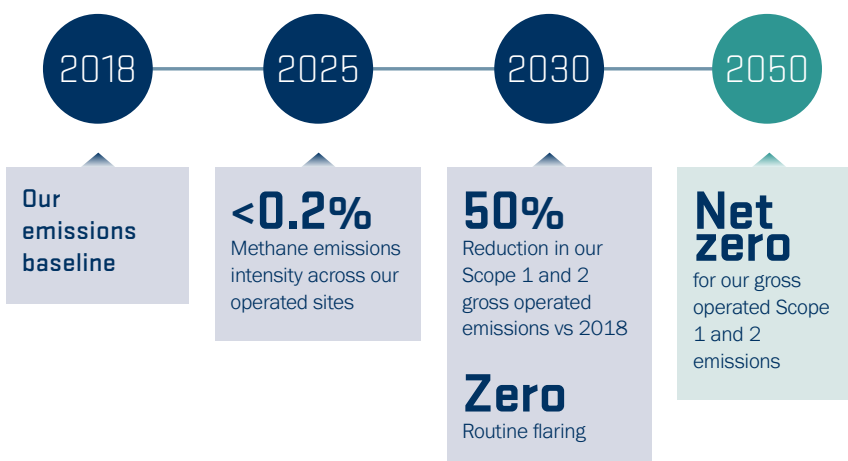 2018
2025
2030
2050
Our
emissions
baseline
<0.2%
Methane emissions
intensity across our
operated sites
50%
Reduction in our
Scope 1 and 2
gross operated
emissions vs 2018
Zero
Routine flaring
Net
zero
for our gross
operated Scope
1 and 2
emissions